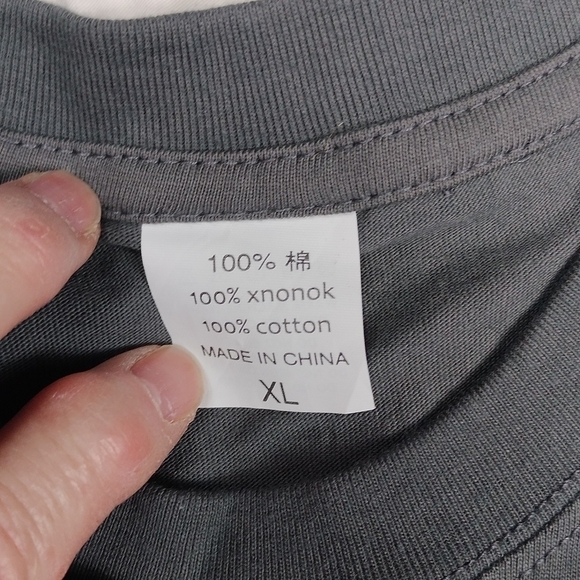 100% 棉
100% xnonok
100% cotton
MADE IN CHINA
XL